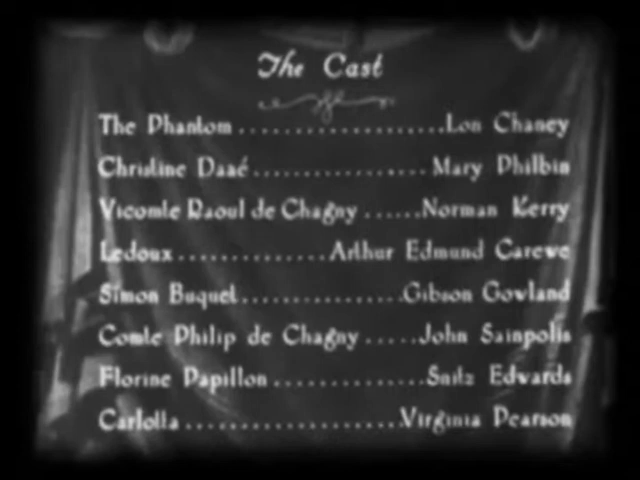 The Cast
The Phantom...................Lon Chaney
Christine Daaé................Mary Philbin
Vicomte Raoul de Chagny......Norman Kerry
Ledoux.............Arthur Edmund Carewe
Simon Buquet...............Gibson Gowland
Comte Philip de Chagny.....John Sainpolis
Florine Papillon..............Snitz Edwards
Carlotta....................Virginia Pearson